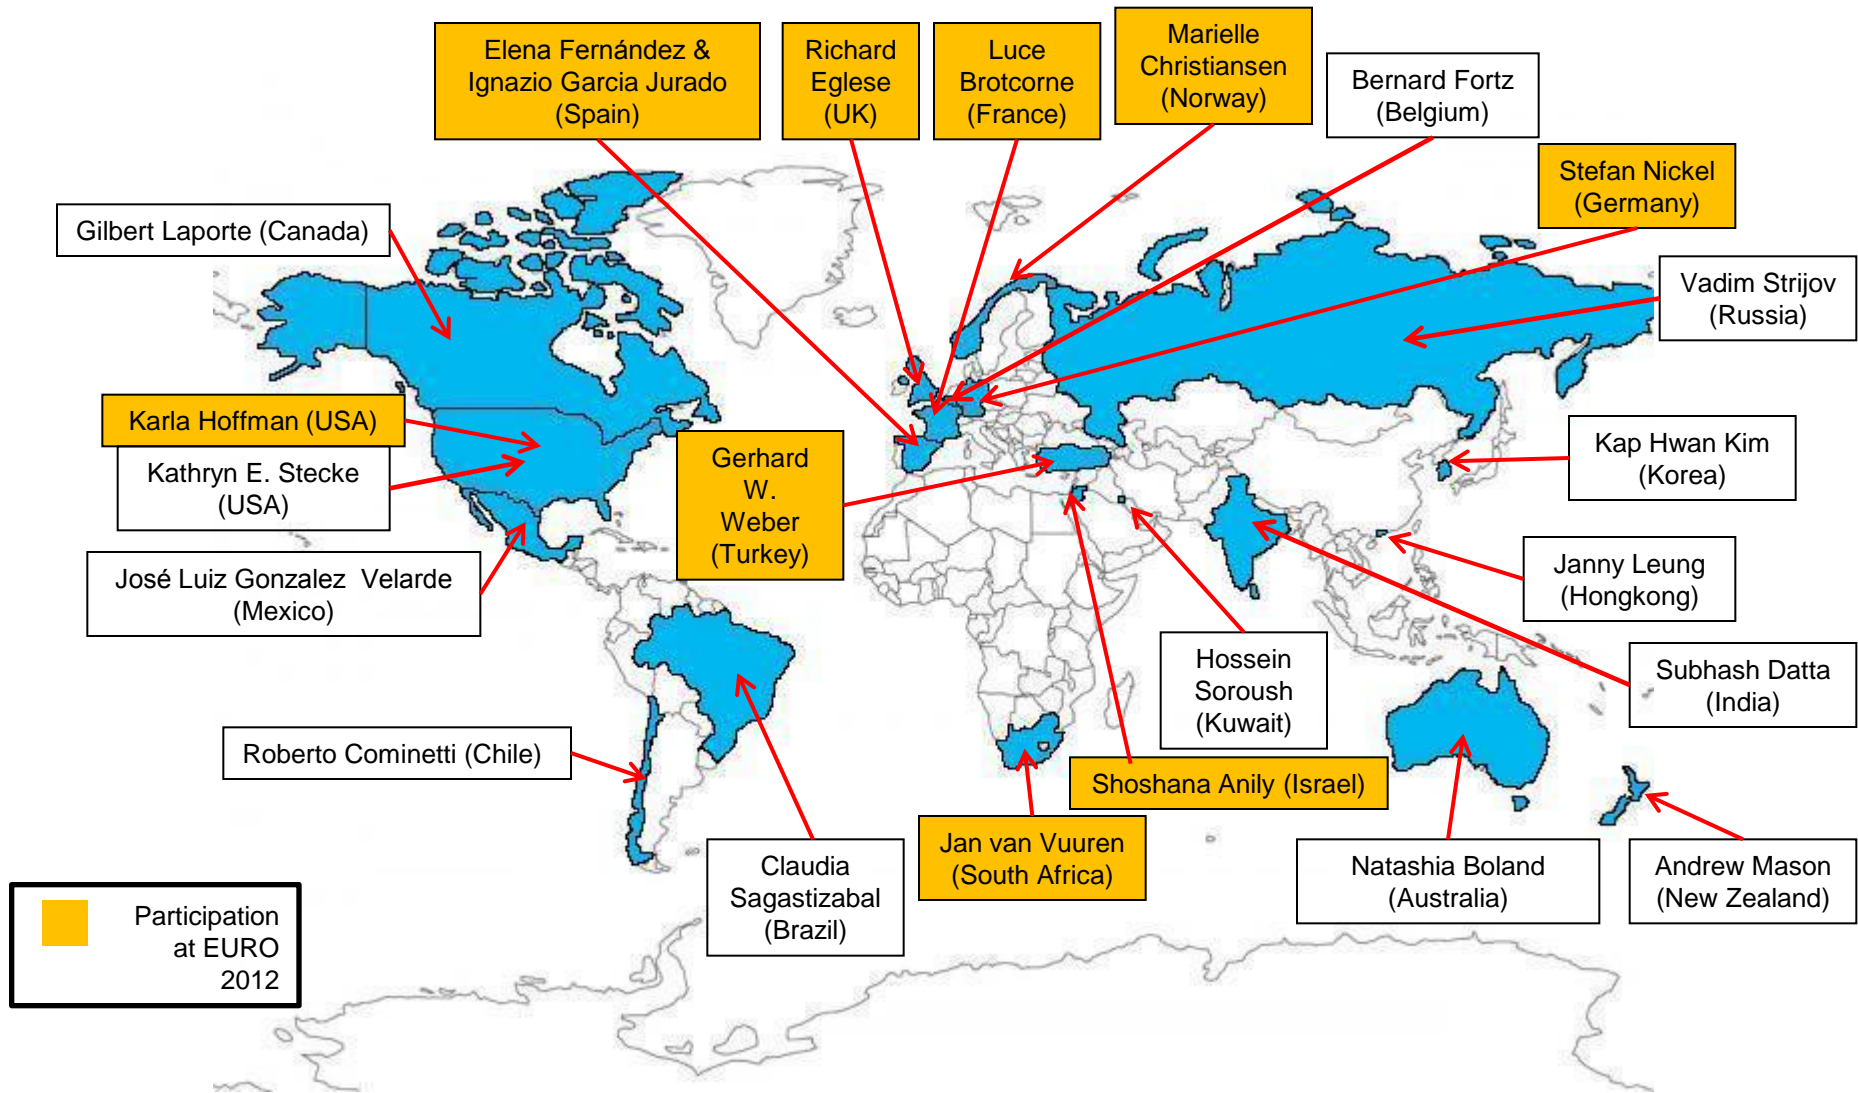 Elena Fernández &
Ignazio Garcia Jurado
(Spain)
Richard
Eglese
(UK)
Luce
Brotcorne
(France)
Marielle
Christiansen
(Norway)
Bernard Fortz
(Belgium)
Stefan Nickel
(Germany)
Gilbert Laporte (Canada)
Vadim Strijov
(Russia)
Karla Hoffman (USA)
Kathryn E. Stecke
(USA)
Gerhard
W.
Weber
(Turkey)
Kap Hwan Kim
(Korea)
José Luiz Gonzalez  Velarde
(Mexico)
Janny Leung
(Hongkong)
Hossein
Soroush
(Kuwait)
Subhash Datta
(India)
Roberto Cominetti (Chile)
Shoshana Anily (Israel)
Claudia
Sagastizabal
(Brazil)
Jan van Vuuren
(South Africa)
Natashia Boland
(Australia)
Andrew Mason
(New Zealand)
Participation
at EURO
2012